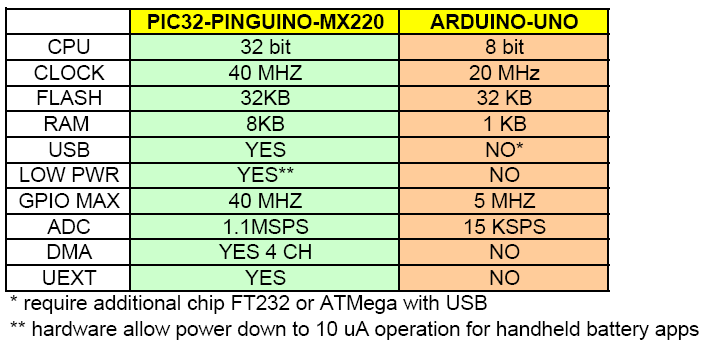 PIC32-PINGUINO-MX220 ARDUINO-UNO
CPU 32 bit 8 bit
CLOCK 40 MHZ 20 MHz
FLASH 32KB 32 KB
RAM 8KB 1 KB
USB YES NO*
LOW PWR YES** NO
GPIO MAX 40 MHZ 5 MHZ
ADC 1.1MSPS 15 KSPS
DMA YES 4 CH NO
UEXT YES NO
* require additional chip FT232 or ATMega with USB
** hardware allow power down to 10 uA operation for handheld battery apps